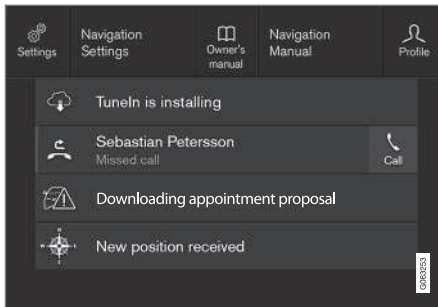 Settings
Navigation
Settings
Owner's
manual
Navigation
Manual
Profile
TuneIn is installing
Sebastian Petersson
Missed call
Call
Downloading appointment proposal
New position received
G063253